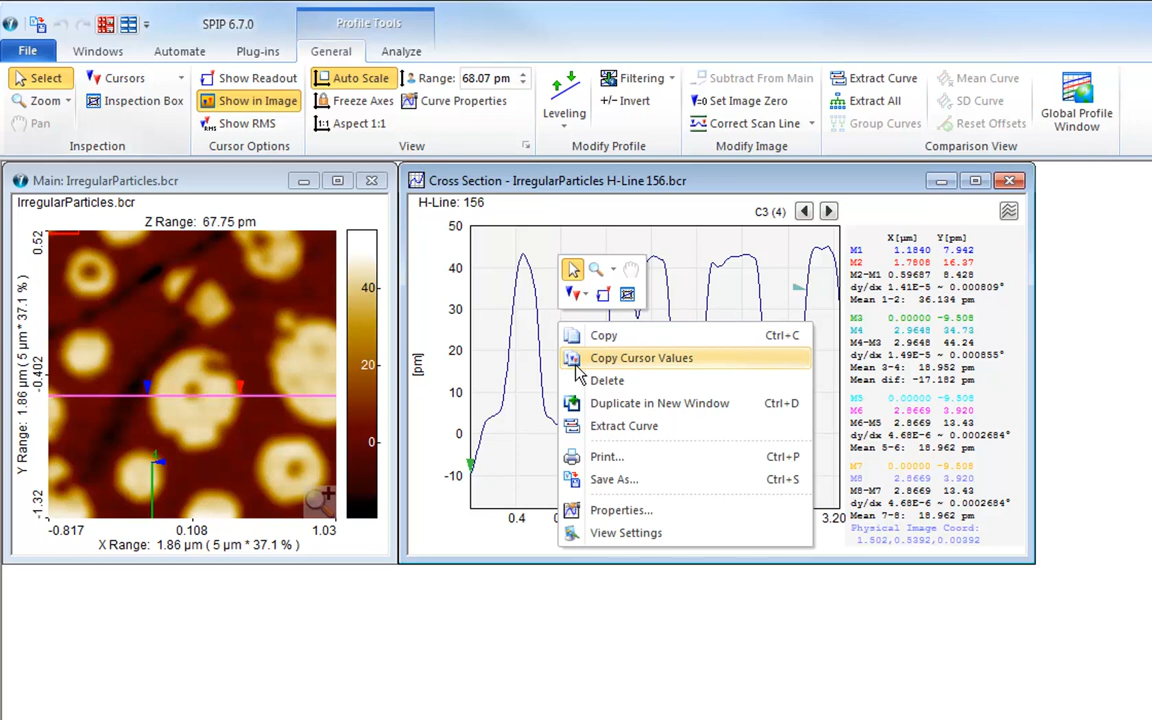 SPIP 6.7.0
Profile Tools
File
Windows
Automate
Plug-ins
General
Analyze
Select
Cursors
Show Readout
Auto Scale
Range: 68.07 pm
Filtering
Subtract From Main
Extract Curve
Mean Curve
Zoom
Inspection Box
Show in Image
Freeze Axes
Curve Properties
+/- Invert
Leveling
Set Image Zero
Extract All
SD Curve
Global Profile Window
Pan
Show RMS
Aspect 1:1
Correct Scan Line
Group Curves
Reset Offsets
Inspection
Cursor Options
View
Modify Profile
Modify Image
Comparison View
Main: IrregularParticles.bcr
IrregularParticles.bcr
Z Range: 67.75 pm
0.52
-0.402
-1.32
Y Range: 1.86 µm ( 5 µm * 37.1 % )
40
20
0
-0.817
0.108
1.03
X Range: 1.86 µm ( 5 µm * 37.1 % )
Cross Section - IrregularParticles H-Line 156.bcr
H-Line: 156
C3 (4)
50
40
30
20
10
0
-10
[pm]
0.4
3.20
Copy Ctrl+C
Copy Cursor Values
Delete
Duplicate in New Window Ctrl+D
Extract Curve
Print... Ctrl+P
Save As... Ctrl+S
Properties...
View Settings
X[µm] Y[pm]
M1 1.1840 7.942
M2 1.7808 16.37
M2-M1 0.59687 8.428
dy/dx 1.41E-5 ~ 0.000809°
Mean 1-2: 36.134 pm
M3 0.00000 -9.508
M4 2.9648 34.73
M4-M3 2.9648 44.24
dy/dx 1.49E-5 ~ 0.000855°
Mean 3-4: 18.952 pm
Mean dif: -17.182 pm
M5 0.00000 -9.508
M6 2.8669 3.920
M6-M5 2.8669 13.43
dy/dx 4.68E-6 ~ 0.0002684°
Mean 5-6: 18.962 pm
M7 0.00000 -9.508
M8 2.8669 3.920
M8-M7 2.8669 13.43
dy/dx 4.68E-6 ~ 0.0002684°
Mean 7-8: 18.962 pm
Physical Image Coord:
1.502,0.5392,0.00392